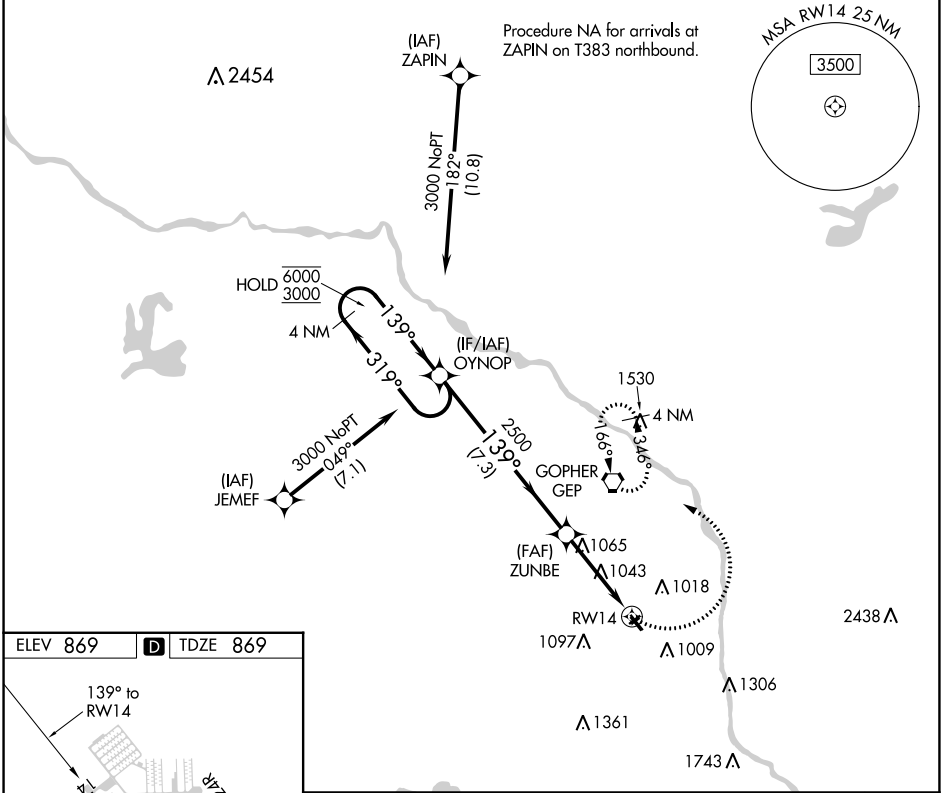 Procedure NA for arrivals at
ZAPIN on T383 northbound.
MSA RW14 25 NM
3500
(IAF)
ZAPIN
2454
3000 NoPT
182°
(10.8)
HOLD
6000
3000
4 NM
139°
319°
(IF/IAF)
OYNOP
3000 NoPT
049°
(7.1)
(IAF)
JEMEF
2500
139°
(7.3)
1530
4 NM
166°
346°
GOPHER
GEP
(FAF)
ZUNBE
1065
1043
1018
RW14
1097
1009
2438
1306
1361
1743
ELEV 869
D
TDZE 869
139° to
RW14
14
24R